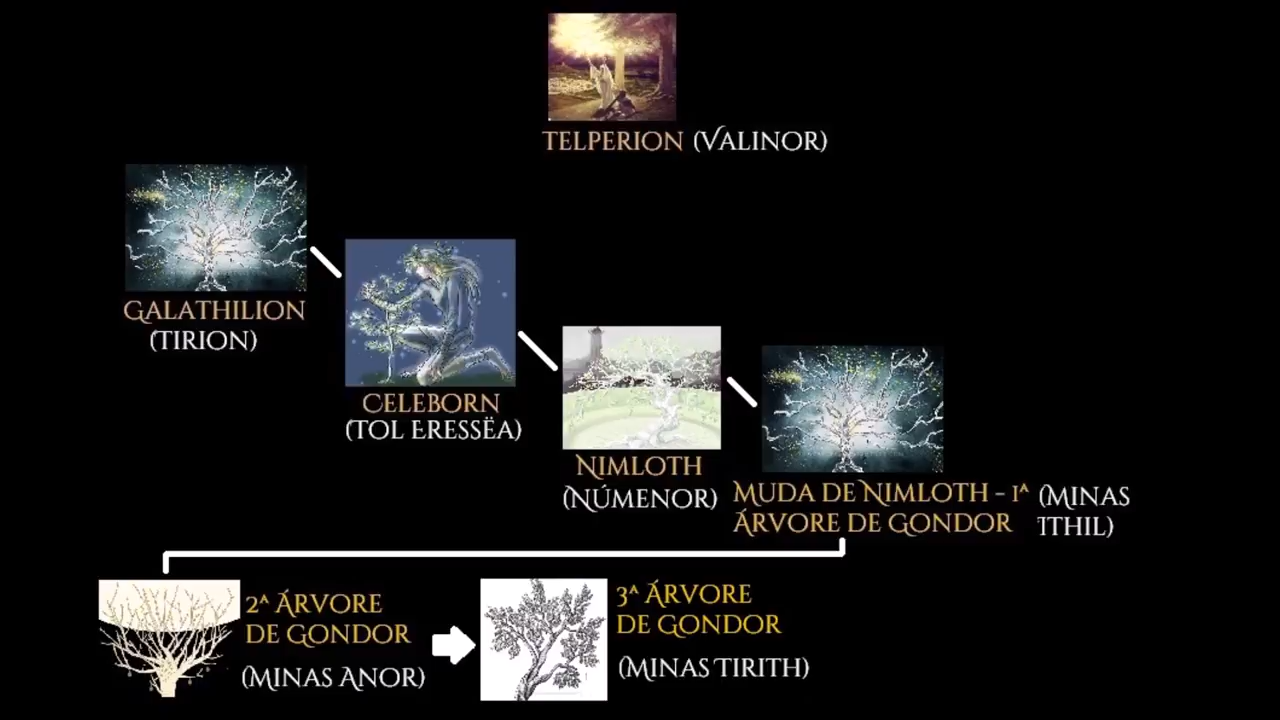 TELPERION (VALINOR)
GALATHILION
(TIRION)
CELEBORN
(TOL ERESSËA)
NIMLOTH
(NÚMENOR)
MUDA DE NIMLOTH - 1ª (MINAS
ÁRVORE DE GONDOR ITHIL)
2ª ÁRVORE
DE GONDOR
(MINAS ANOR)
3ª ÁRVORE
DE GONDOR
(MINAS TIRITH)